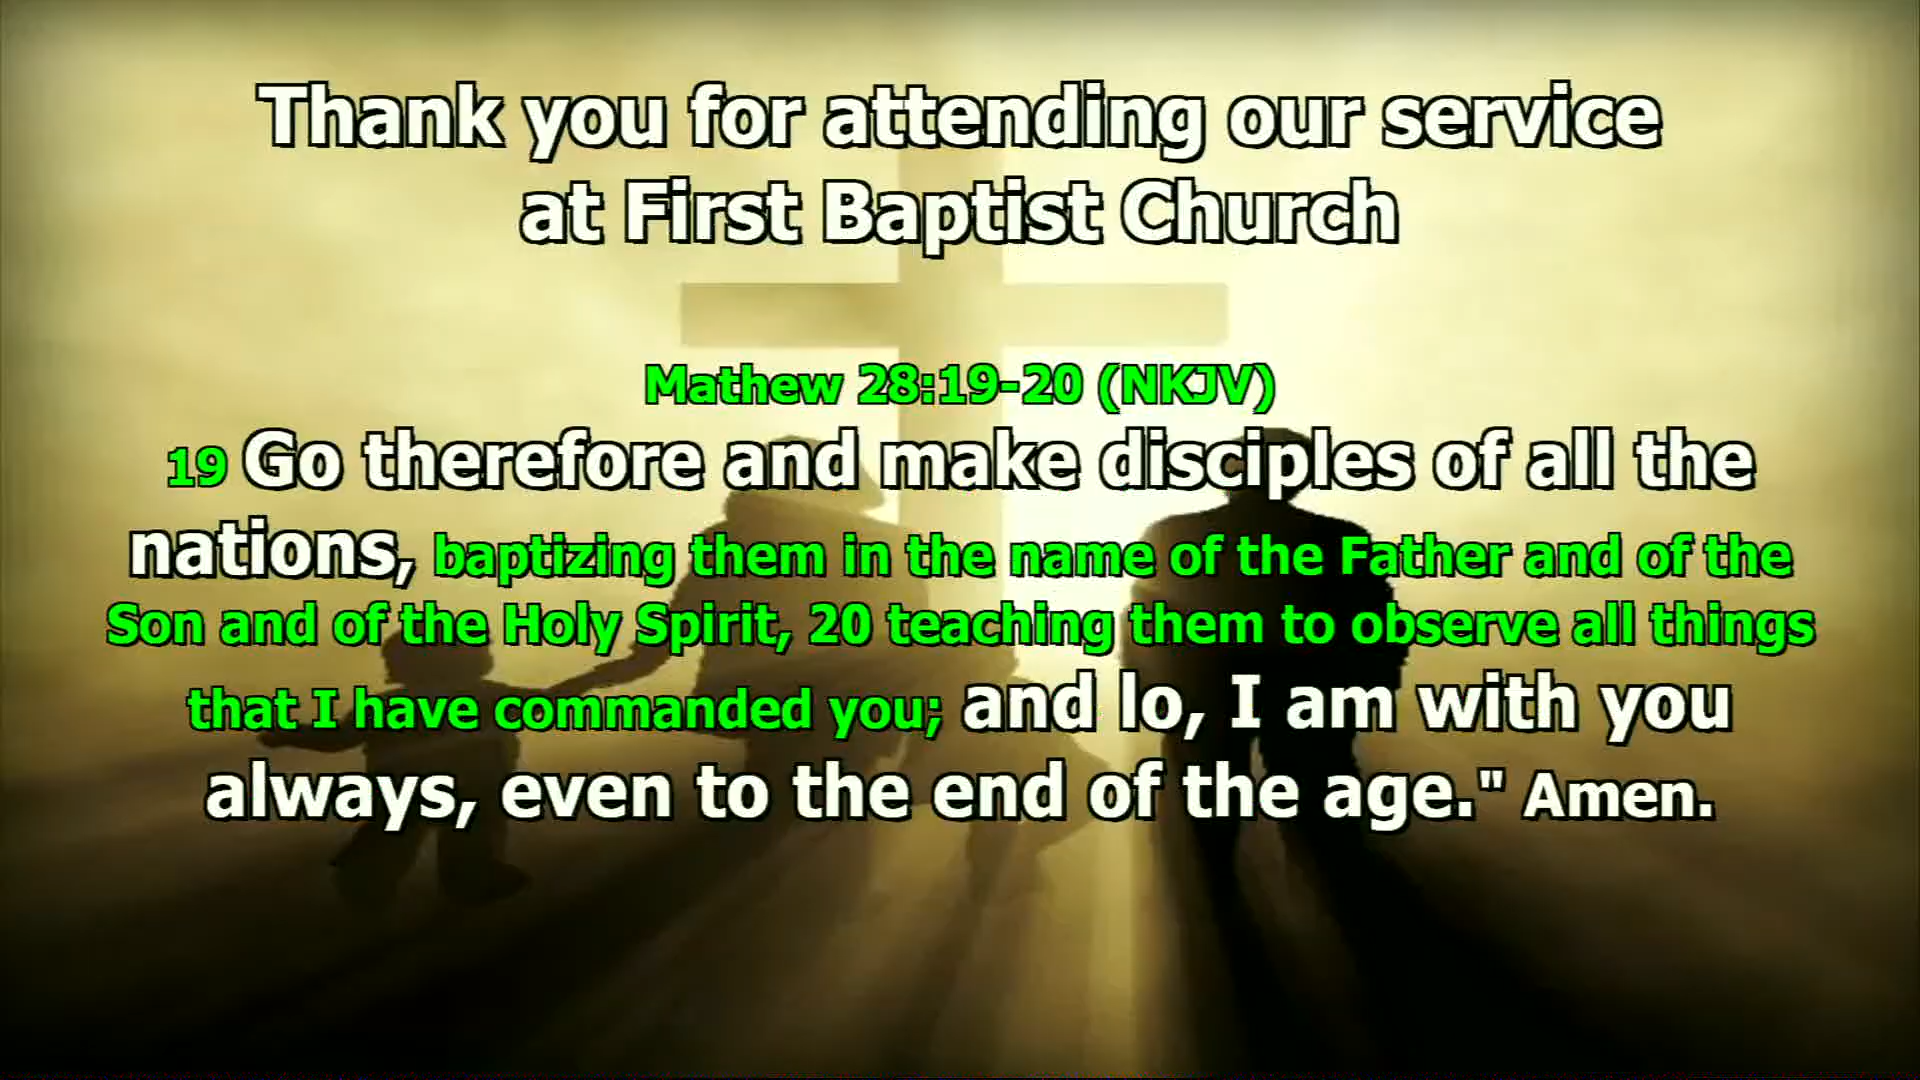 Thank you for attending our service
at First Baptist Church
Mathew 28:19-20 (NKJV)
19 Go therefore and make disciples of all the
nations, baptizing them in the name of the Father and of the
Son and of the Holy Spirit, 20 teaching them to observe all things
that I have commanded you; and lo, I am with you
always, even to the end of the age." Amen.